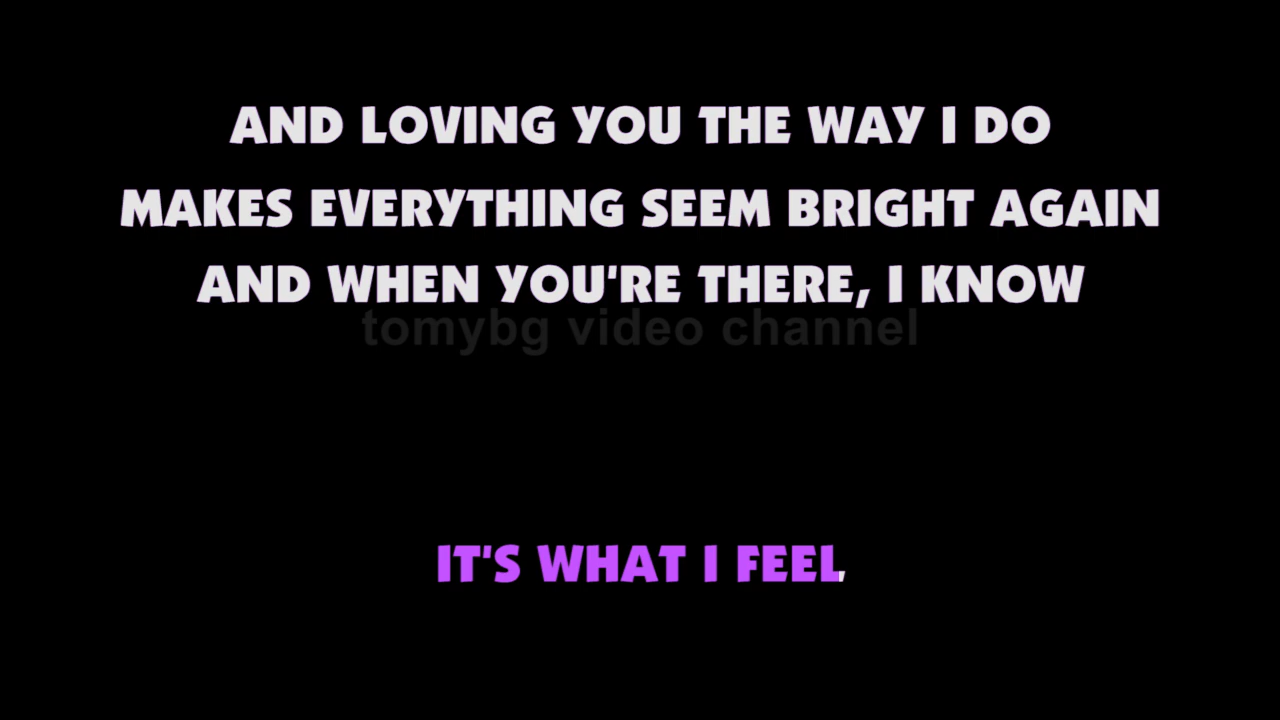 AND LOVING YOU THE WAY I DO
MAKES EVERYTHING SEEM BRIGHT AGAIN
AND WHEN YOU'RE THERE, I KNOW
tomybg video channel
IT'S WHAT I FEEL